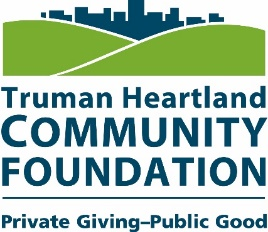 Truman Heartland
COMMUNITY
FOUNDATION
Private Giving–Public Good